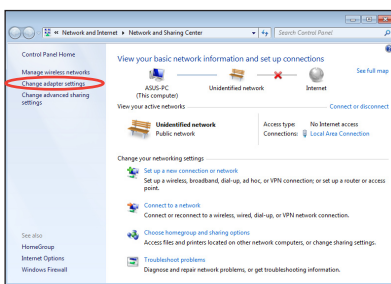 « Network and Internet ▸ Network and Sharing Center
Search Control Panel
Control Panel Home
Manage wireless networks
Change adapter settings
Change advanced sharing
settings
See also
HomeGroup
Internet Options
Windows Firewall
View your basic network information and set up connections
See full map
ASUS-PC
(This computer)
Unidentified network
Internet
View your active networks
Connect or disconnect
Unidentified network
Public network
Access type: No Internet access
Connections: Local Area Connection
Change your networking settings
Set up a new connection or network
Set up a wireless, broadband, dial-up, ad hoc, or VPN connection; or set up a router or access
point.
Connect to a network
Connect or reconnect to a wireless, wired, dial-up, or VPN network connection.
Choose homegroup and sharing options
Access files and printers located on other network computers, or change sharing settings.
Troubleshoot problems
Diagnose and repair network problems, or get troubleshooting information.